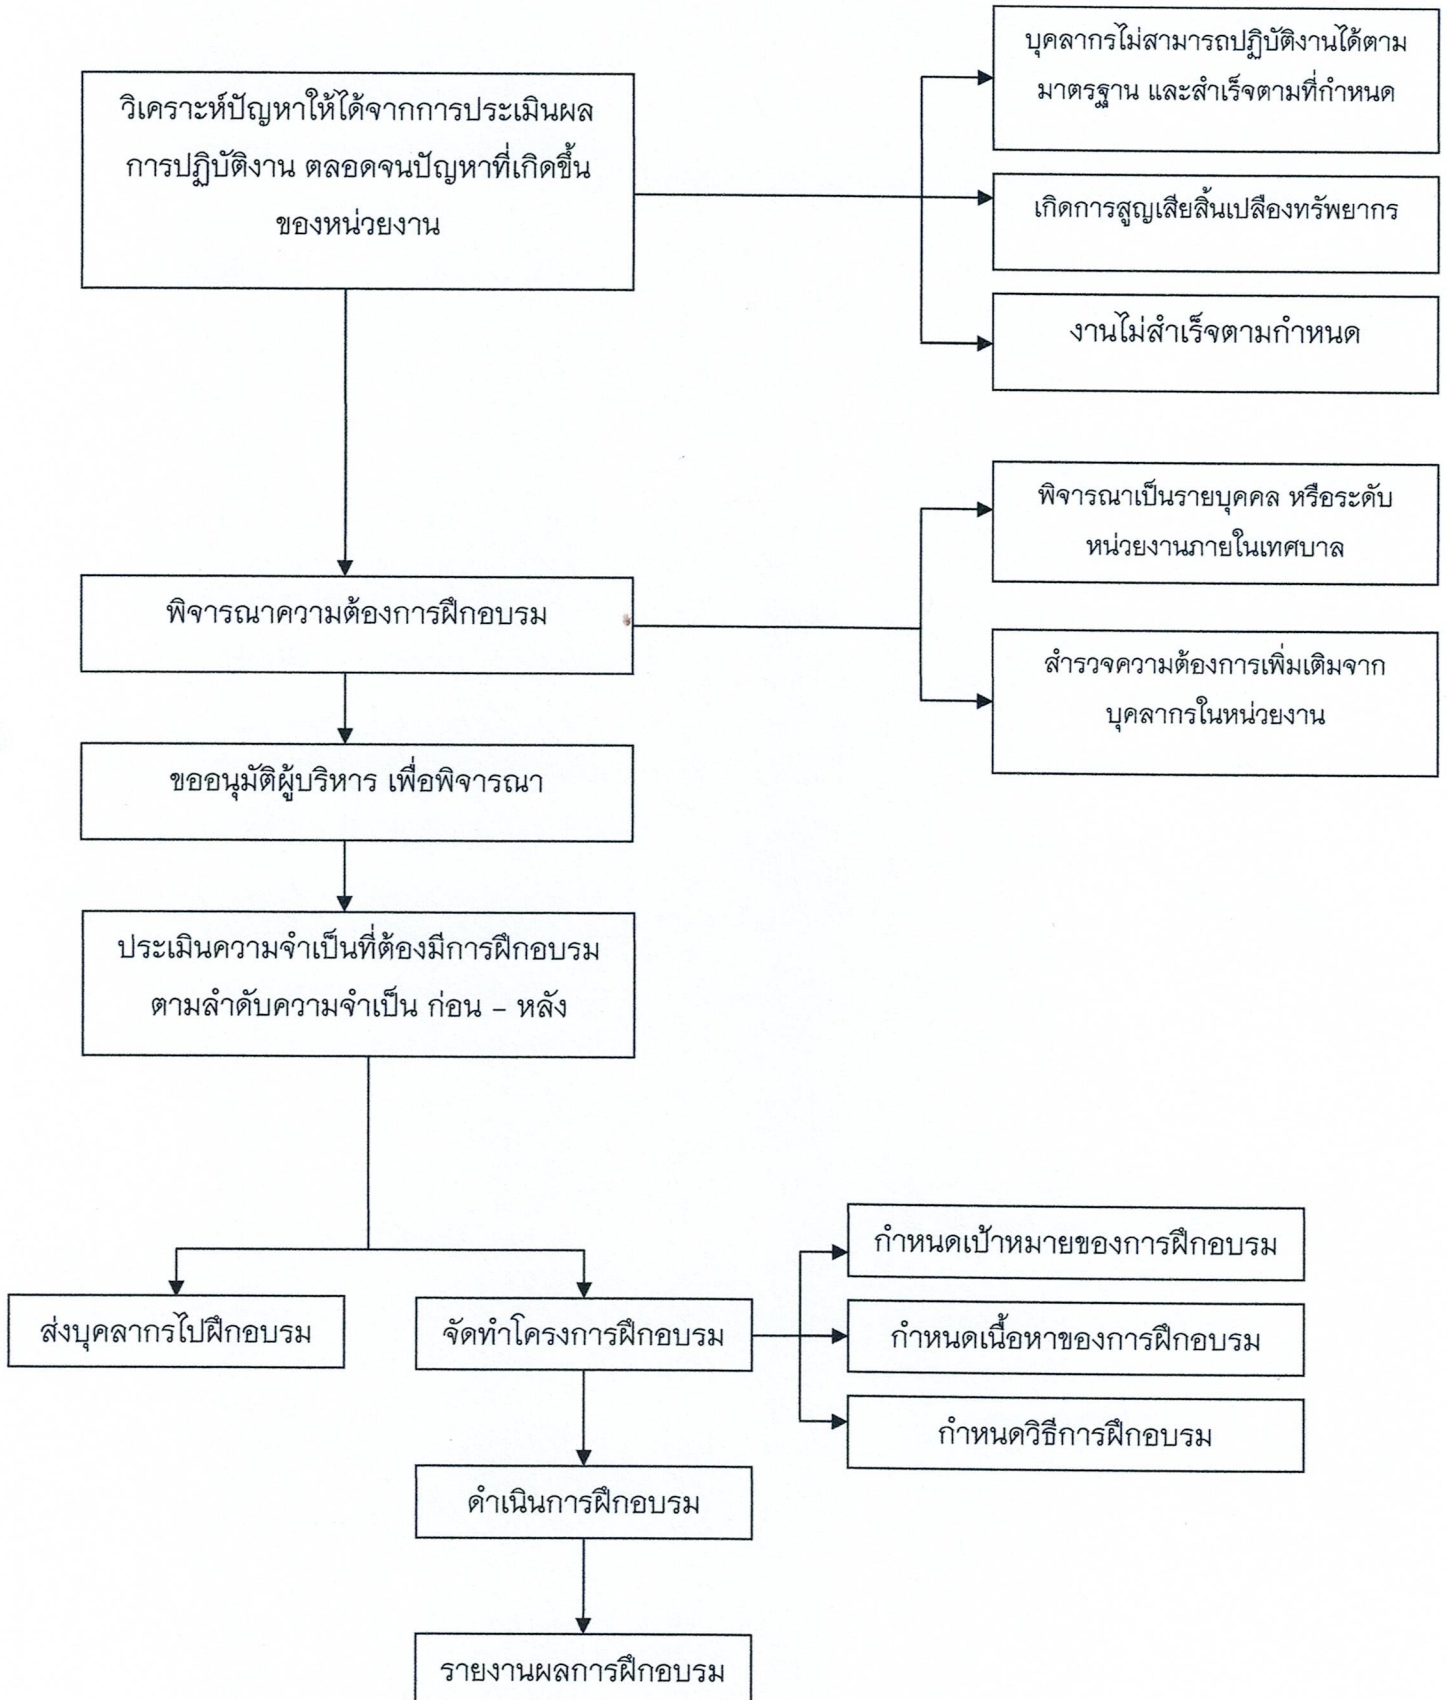 วิเคราะห์ปัญหาให้ได้จากการประเมินผล
การปฏิบัติงาน ตลอดจนปัญหาที่เกิดขึ้น
ของหน่วยงาน
บุคลากรไม่สามารถปฏิบัติงานได้ตาม
มาตรฐาน และสำเร็จตามที่กำหนด
เกิดการสูญเสียสิ้นเปลืองทรัพยากร
งานไม่สำเร็จตามกำหนด
พิจารณาความต้องการฝึกอบรม
พิจารณาเป็นรายบุคคล หรือระดับ
หน่วยงานภายในเทศบาล
สำรวจความต้องการเพิ่มเติมจาก
บุคลากรในหน่วยงาน
ขออนุมัติผู้บริหาร เพื่อพิจารณา
ประเมินความจำเป็นที่ต้องมีการฝึกอบรม
ตามลำดับความจำเป็น ก่อน – หลัง
ส่งบุคลากรไปฝึกอบรม
จัดทำโครงการฝึกอบรม
กำหนดเป้าหมายของการฝึกอบรม
กำหนดเนื้อหาของการฝึกอบรม
กำหนดวิธีการฝึกอบรม
ดำเนินการฝึกอบรม
รายงานผลการฝึกอบรม